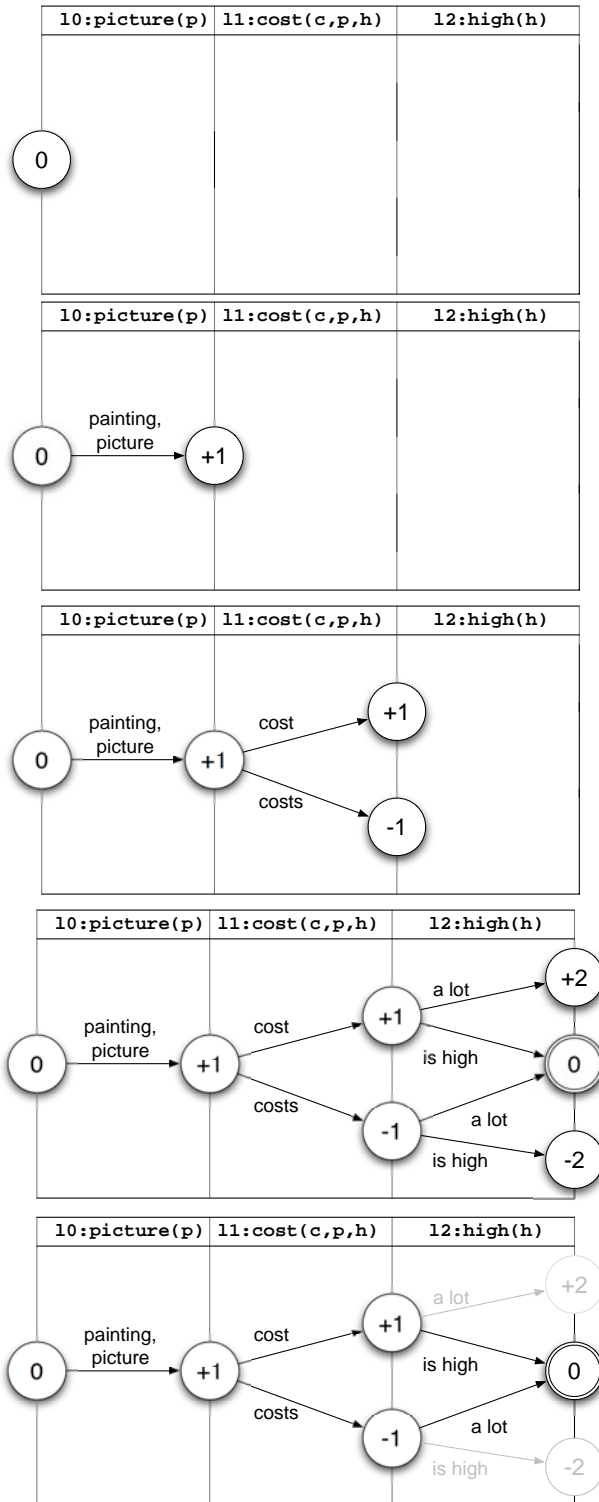 l0:picture(p) l1:cost(c,p,h) l2:high(h)
0
l0:picture(p) l1:cost(c,p,h) l2:high(h)
painting,
picture
0 +1
l0:picture(p) l1:cost(c,p,h) l2:high(h)
+1
cost
painting,
picture
0 +1
costs
-1
l0:picture(p) l1:cost(c,p,h) l2:high(h)
+2
a lot
+1
cost
painting,
picture
is high
0 +1 0
costs
a lot
-1
is high
-2
l0:picture(p) l1:cost(c,p,h) l2:high(h)
+2
a lot
+1
cost
painting,
picture
is high
0 +1 0
costs
a lot
-1
is high
-2